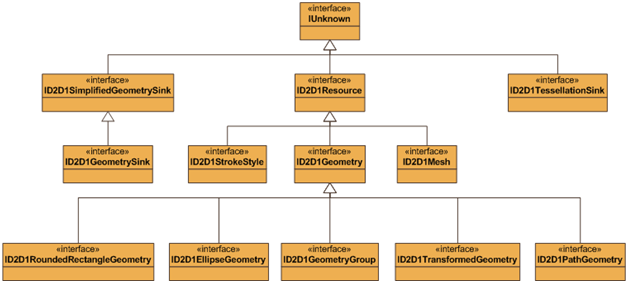 «interface»
IUnknown
«interface»
ID2D1SimplifiedGeometrySink
«interface»
ID2D1Resource
«interface»
ID2D1TessellationSink
«interface»
ID2D1GeometrySink
«interface»
ID2D1StrokeStyle
«interface»
ID2D1Geometry
«interface»
ID2D1Mesh
«interface»
ID2D1RoundedRectangleGeometry
«interface»
ID2D1EllipseGeometry
«interface»
ID2D1GeometryGroup
«interface»
ID2D1TransformedGeometry
«interface»
ID2D1PathGeometry